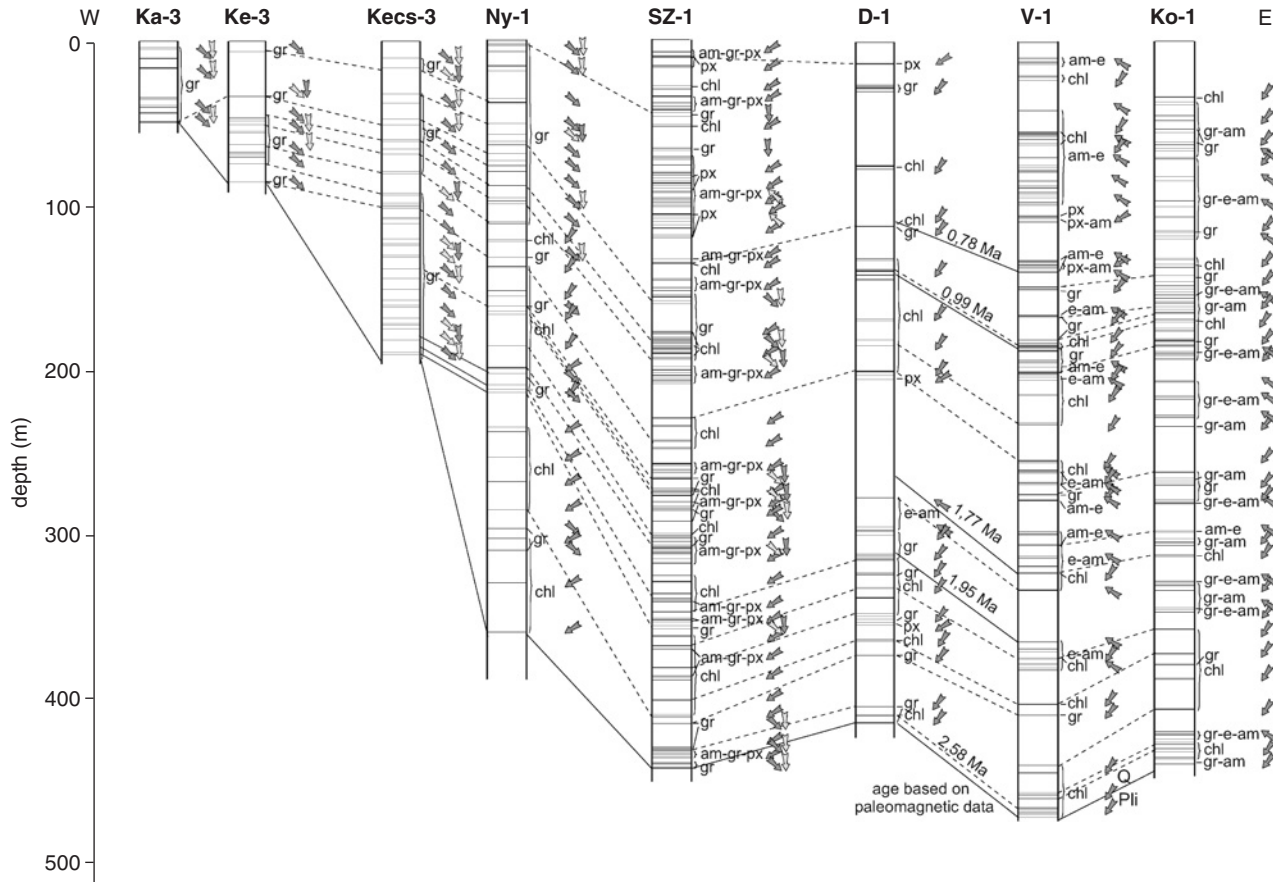 W Ka-3 Ke-3 Kecs-3 Ny-1 SZ-1 D-1 V-1 Ko-1 E
depth (m)
0
100
200
300
400
500
gr
gr
gr
gr
gr
gr
gr
gr
gr
chl
gr
gr
chl
gr
chl
gr
chl
am-gr-px
px
chl
am-gr-px
gr
chl
gr
px
am-gr-px
px
am-gr-px
chl
am-gr-px
gr
chl
am-gr-px
chl
am-gr-px
gr
chl
am-gr-px
gr
chl
gr
am-gr-px
chl
am-gr-px
am-gr-px
gr
am-gr-px
chl
gr
am-gr-px
gr
px
gr
chl
chl
gr
chl
px
e-am
gr
gr
chl
gr
px
chl
gr
gr
chl
0,78 Ma
0,99 Ma
1,77 Ma
1,95 Ma
2,58 Ma
age based on
paleomagnetic data
am-e
chl
chl
am-e
px
px-am
am-e
px-am
gr
e-am
gr
chl
gr
am-e
e-am
chl
chl
e-am
gr
am-e
am-e
e-am
chl
e-am
chl
chl
gr
chl
Q
Pli
chl
gr-am
gr
gr-e-am
gr
chl
gr
gr-e-am
gr-am
chl
gr
gr-e-am
gr-e-am
gr-am
gr-am
gr
gr-e-am
am-e
gr-am
chl
gr-e-am
gr-am
gr-e-am
gr
chl
gr-e-am
chl
gr-am